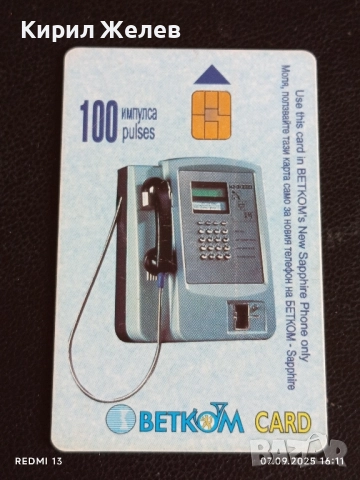 Кирил Желев
100 импулса
pulses
Use this card in BETKOM's New Sapphire Phone only
Моля, ползвайте тази карта само за новия телефон на БЕТКОМ - Sapphire
BETKOM CARD
REDMI 13
07.09.2025 16:11